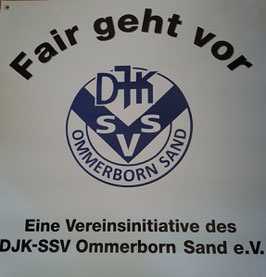 Fair geht vor
DJK
SSV
OMMERBORN SAND
Eine Vereinsinitiative des
DJK-SSV Ommerborn Sand e.V.